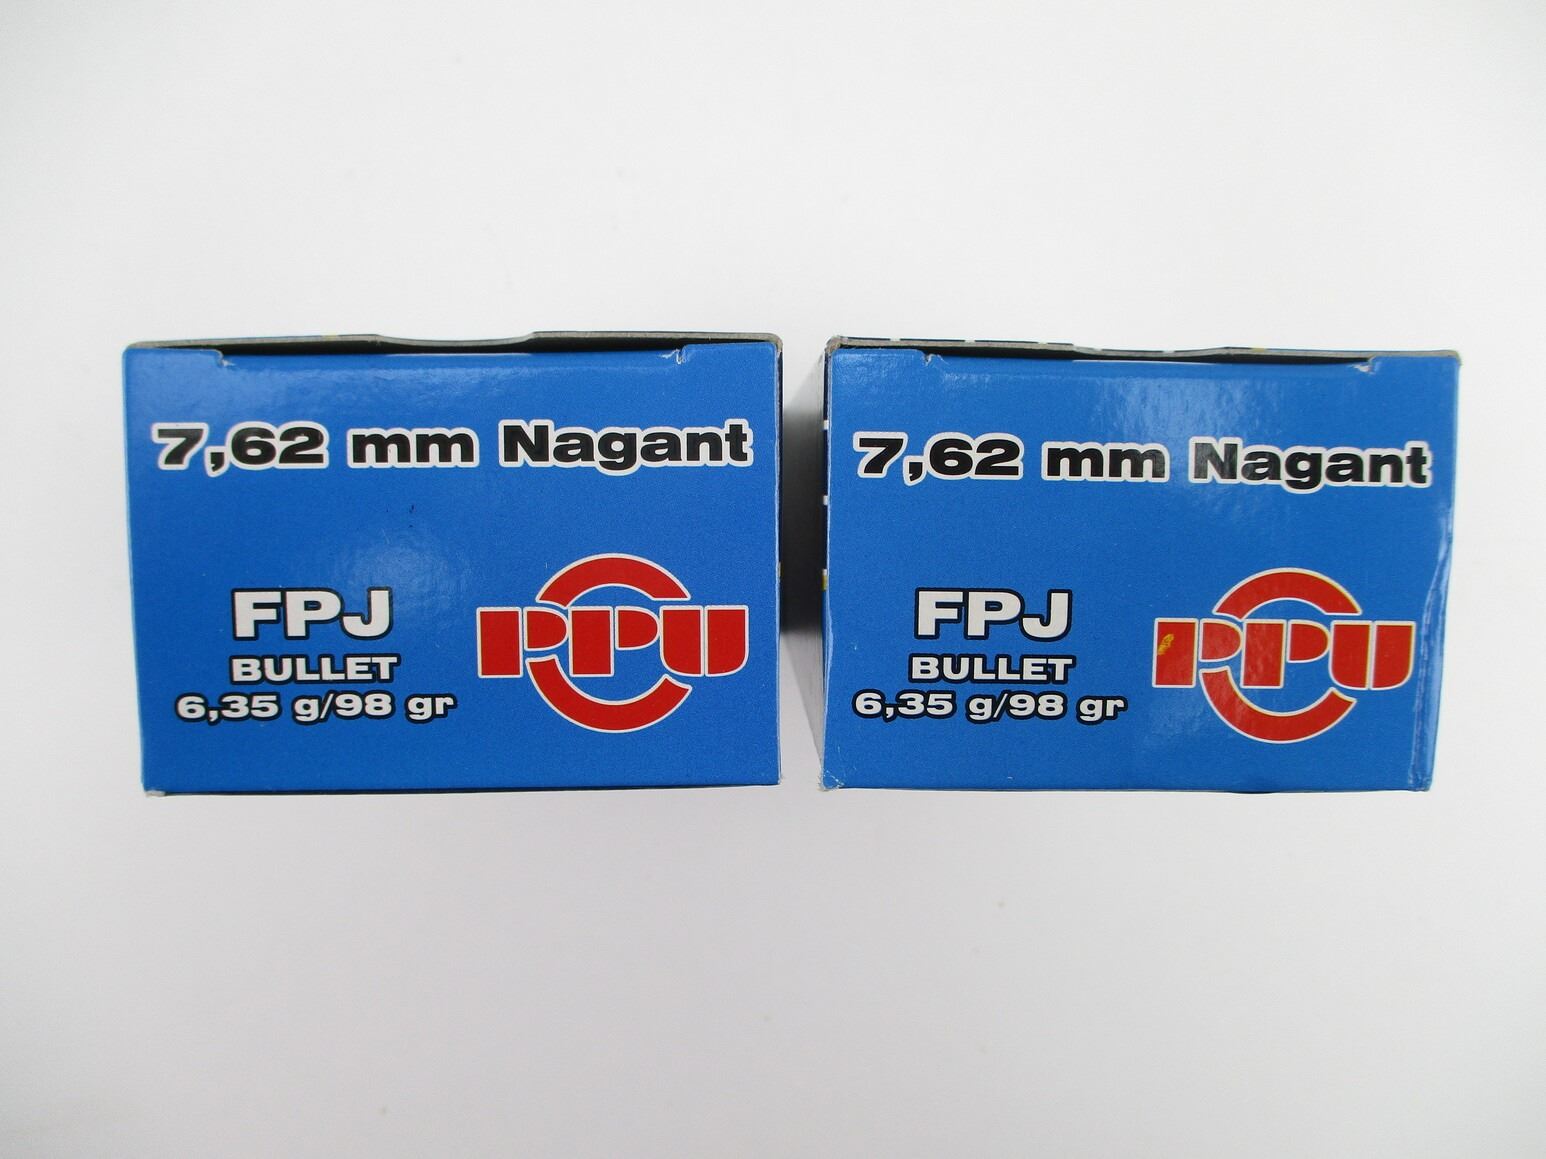 7,62 mm Nagant
FPJ
BULLET
6,35 g/98 gr
PPU
7,62 mm Nagant
FPJ
BULLET
6,35 g/98 gr
PPU